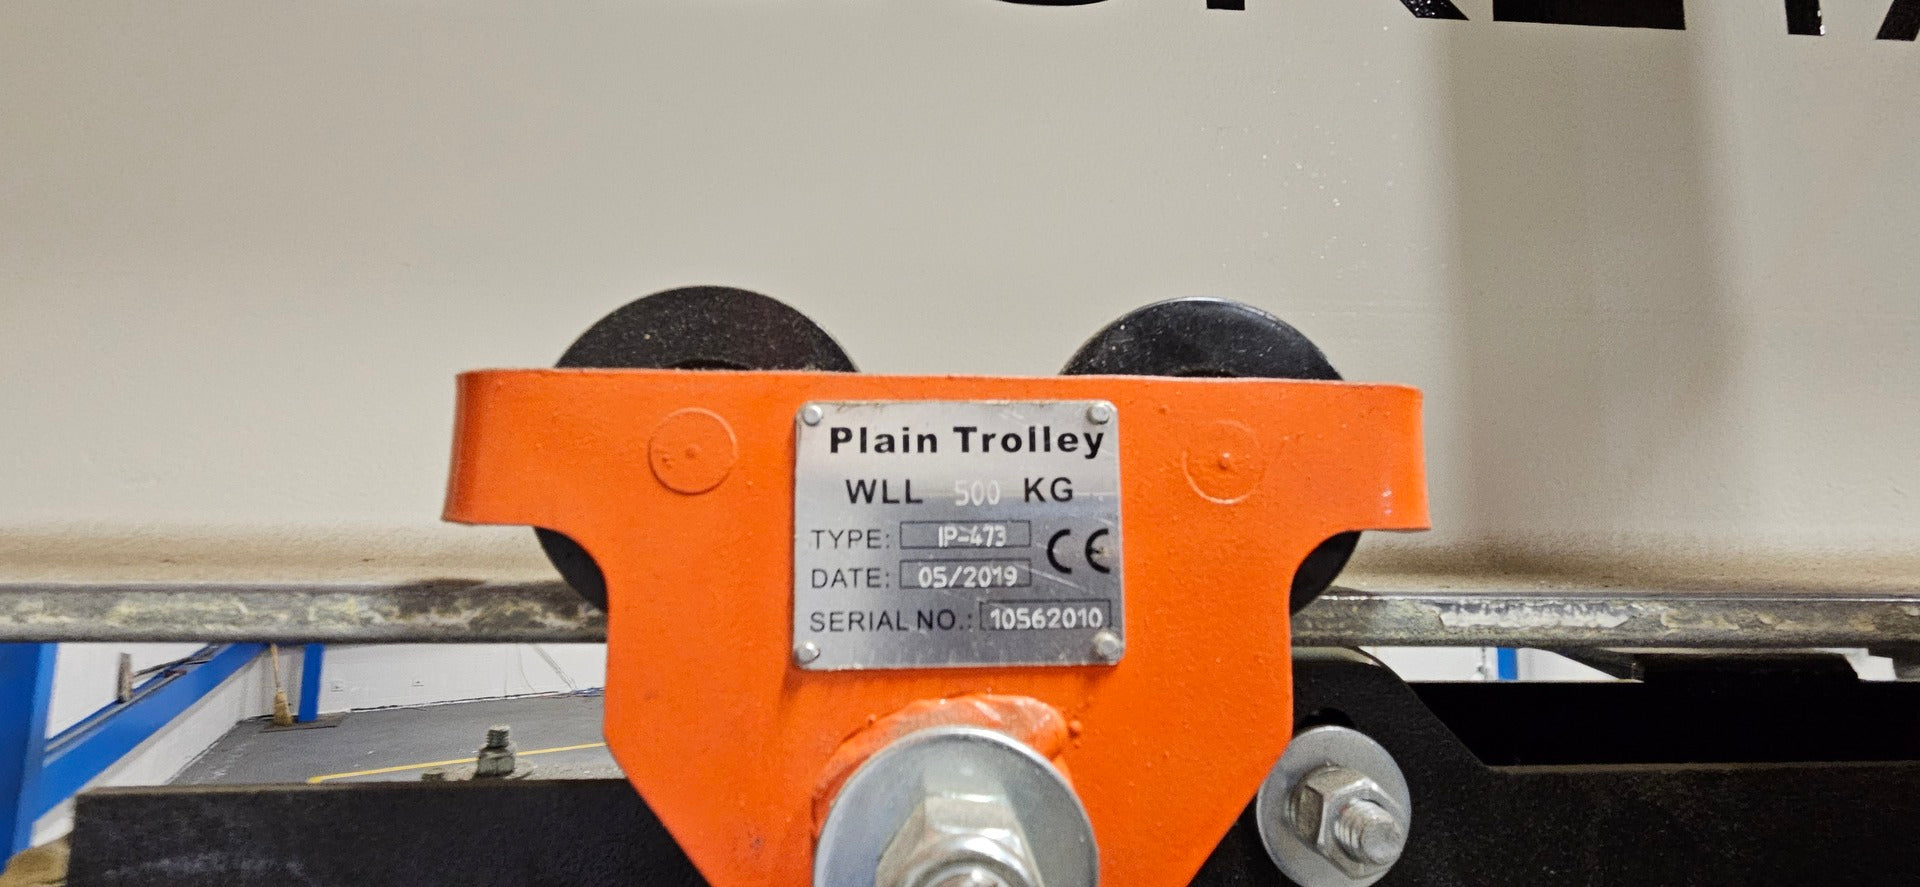 Plain Trolley
WLL 500 KG
TYPE: IP-473
CE
DATE: 05/2019
SERIAL NO.: 10562010